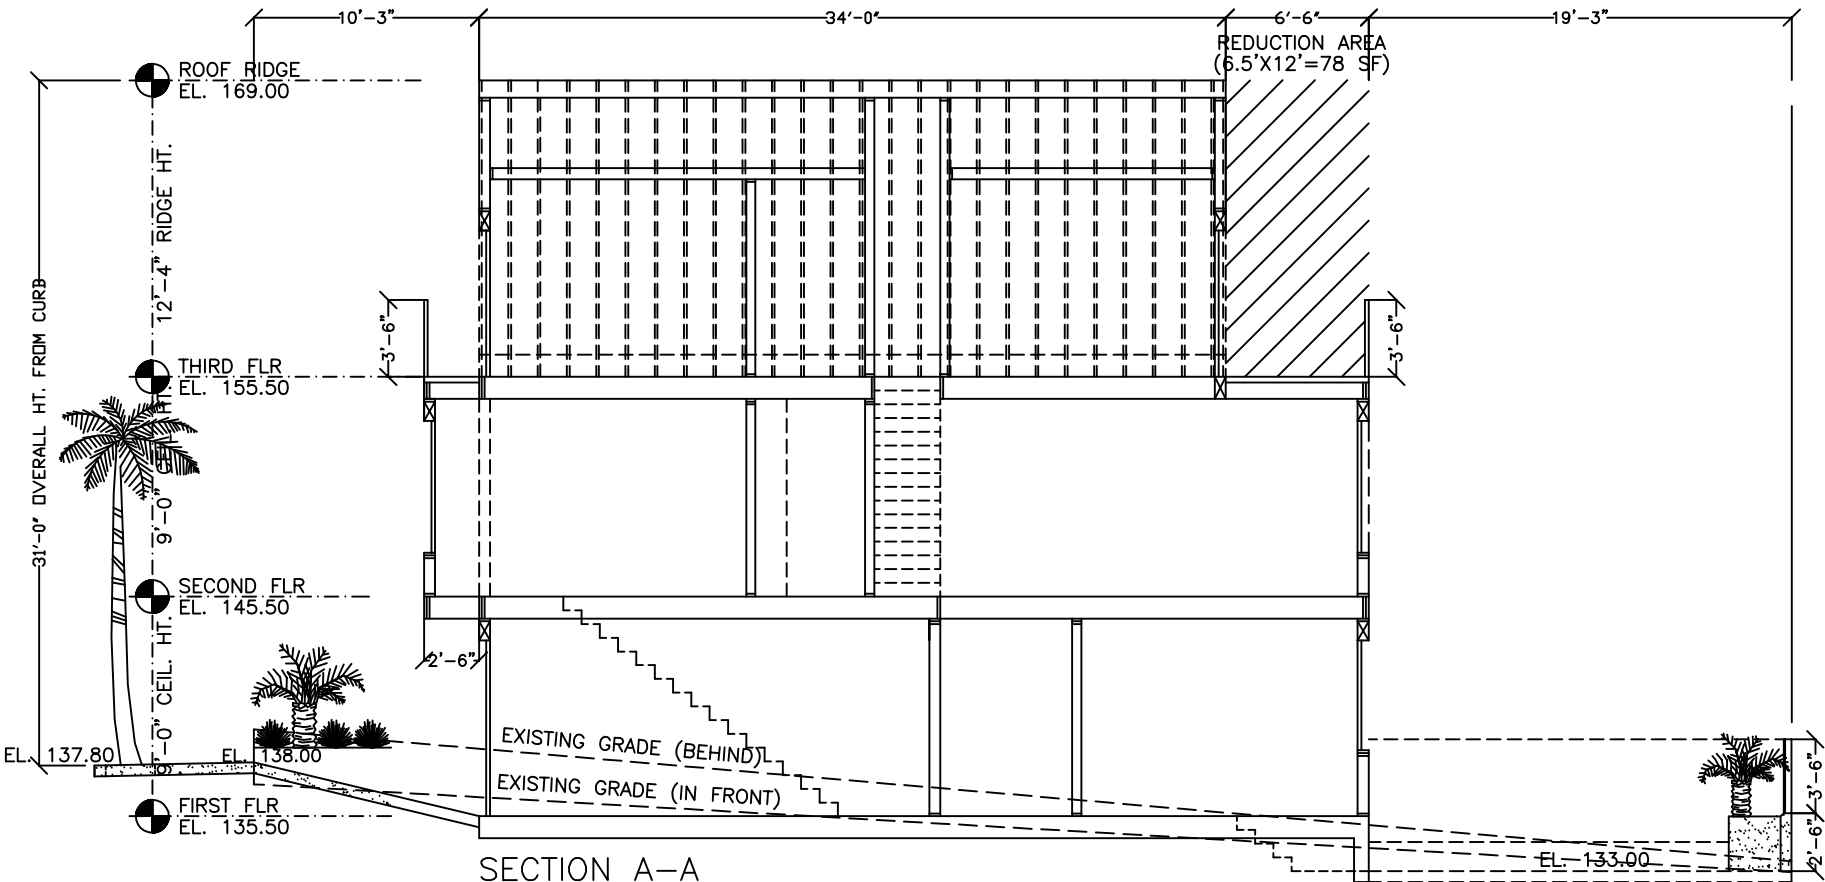 10'-3"
34'-0"
6'-6"
19'-3"
REDUCTION AREA
(6.5'X12'=78 SF)
ROOF RIDGE
EL. 169.00
12'-4" RIDGE HT.
31'-0" OVERALL HT. FROM CURB
3'-6"
3'-6"
THIRD FLR
EL. 155.50
9'-0" CEIL. HT.
SECOND FLR
EL. 145.50
2'-6"
9'-0" CEIL. HT.
EL. 137.80
EL. 138.00
EXISTING GRADE (BEHIND)
EXISTING GRADE (IN FRONT)
FIRST FLR
EL. 135.50
3'-6"
2'-6"
EL. 133.00
SECTION A-A